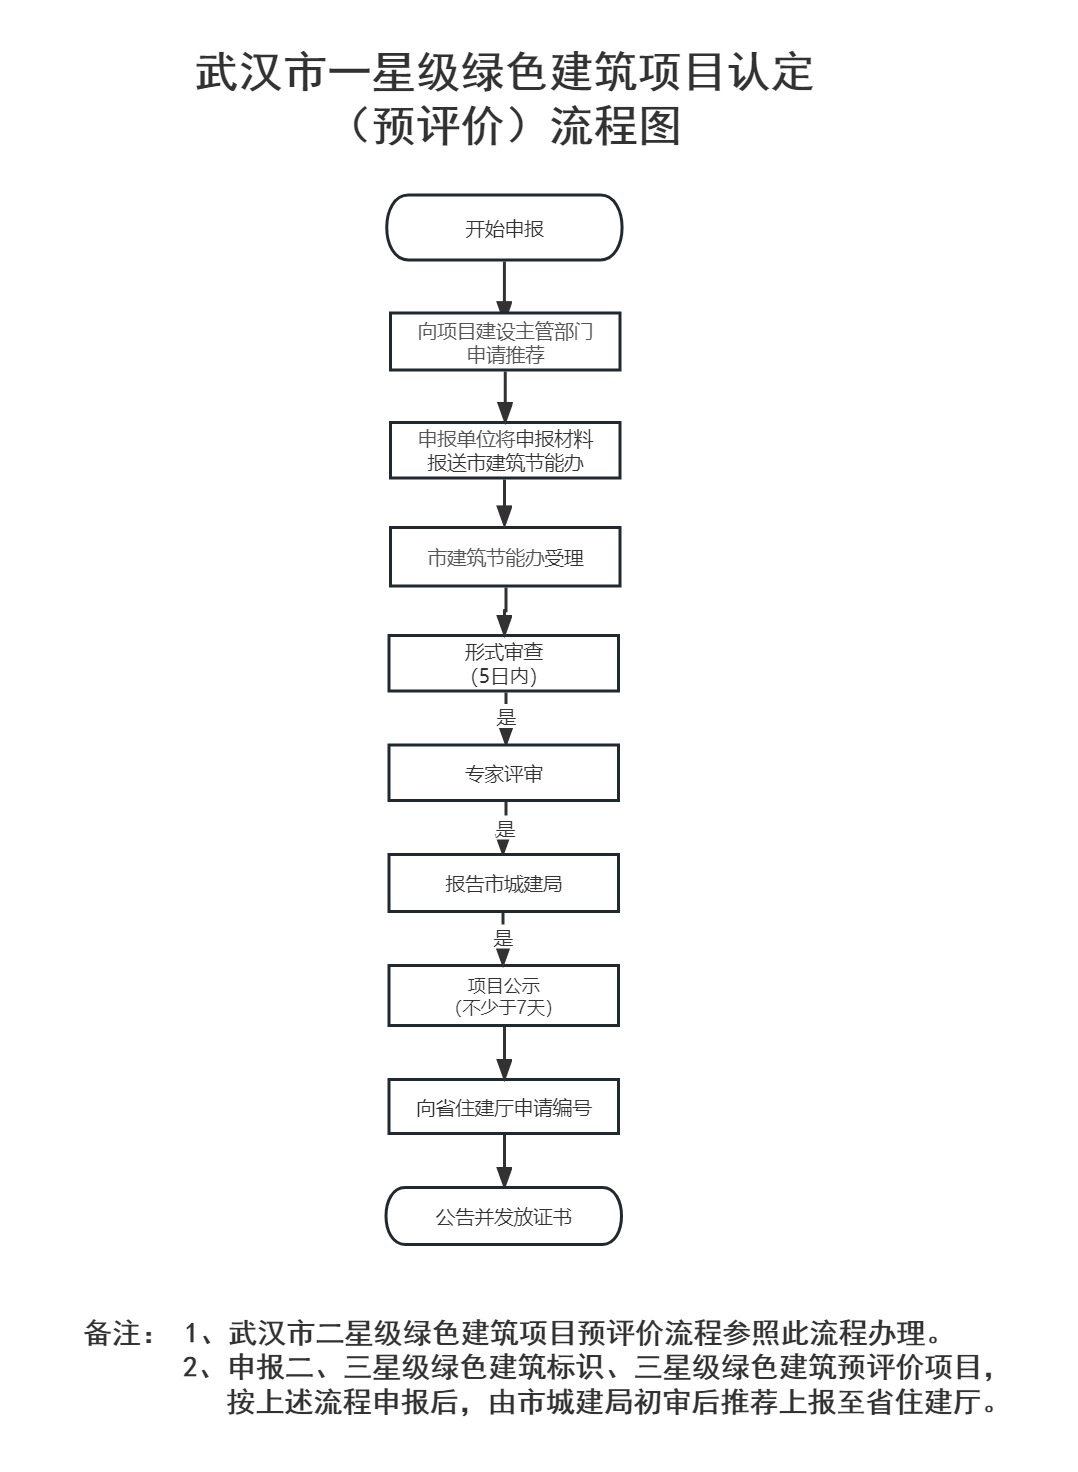 武汉市一星级绿色建筑项目认定
（预评价）流程图
开始申报
向项目建设主管部门
申请推荐
申报单位将申报材料
报送市建筑节能办
市建筑节能办受理
形式审查
（5日内）
是
专家评审
是
报告市城建局
是
项目公示
（不少于7天）
向省住建厅申请编号
公告并发放证书
备注： 1、武汉市二星级绿色建筑项目预评价流程参照此流程办理。
2、申报二、三星级绿色建筑标识、三星级绿色建筑预评价项目，
按上述流程申报后，由市城建局初审后推荐上报至省住建厅。